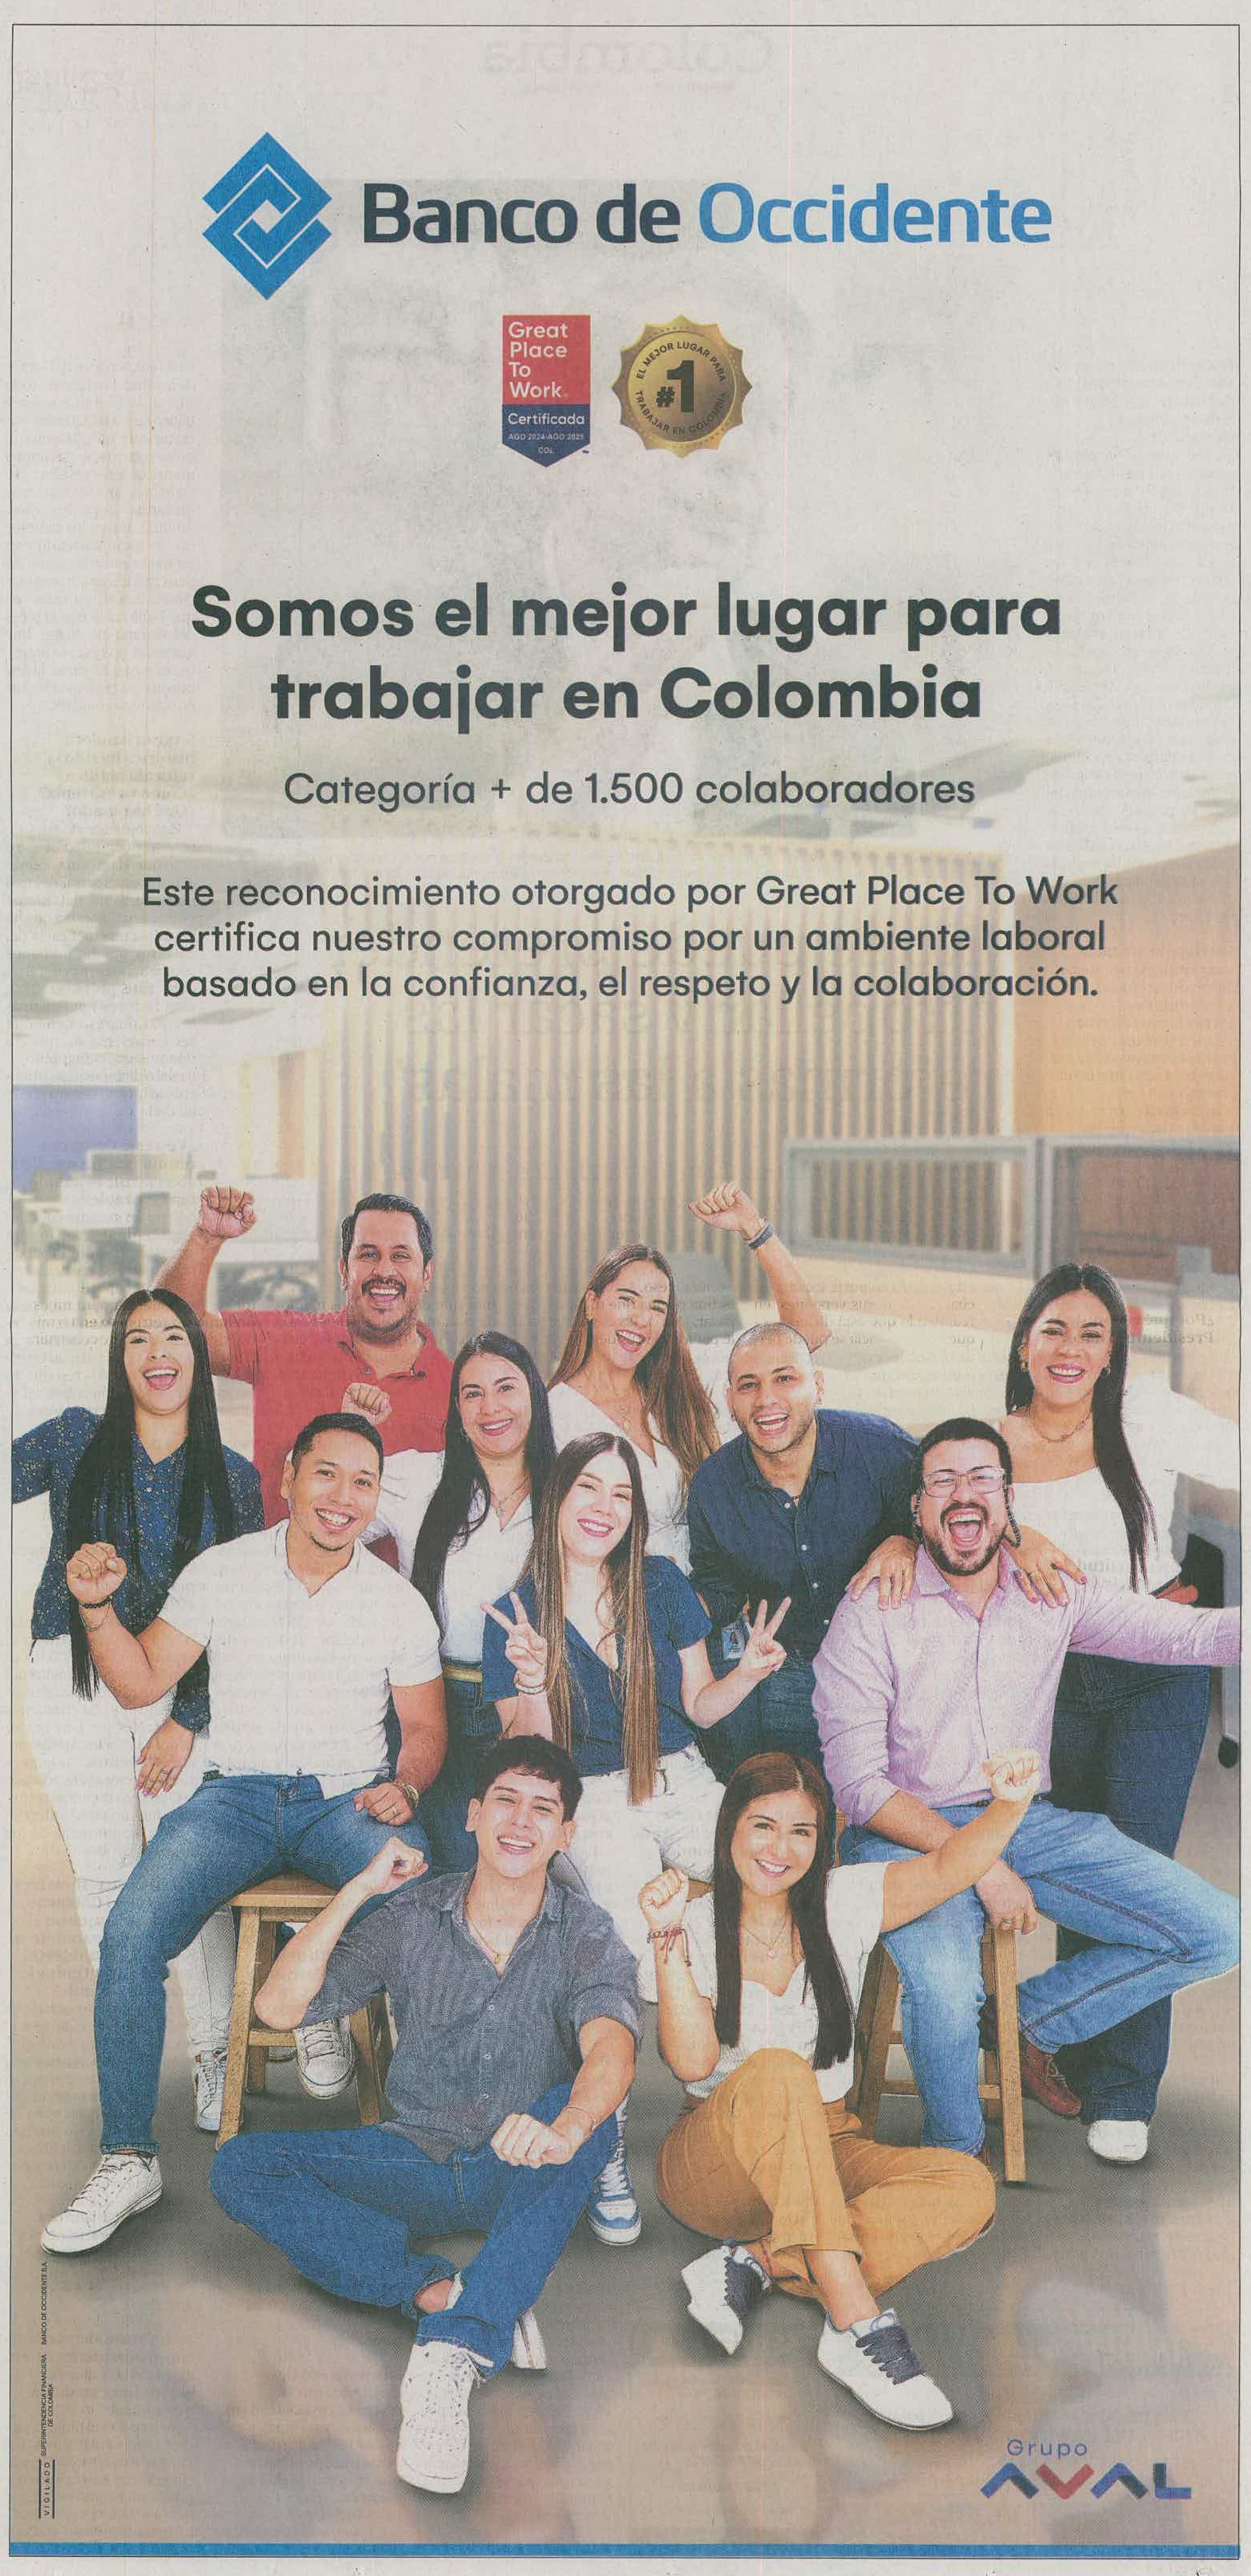 Banco de Occidente
Great
Place
To
Work.
Certificada
AGO 2024-AGO 2025
COL
EL MEJOR LUGAR PARA
#1
TRABAJAR EN COLOMBIA
Somos el mejor lugar para
trabajar en Colombia
Categoría + de 1.500 colaboradores
Este reconocimiento otorgado por Great Place To Work
certifica nuestro compromiso por un ambiente laboral
basado en la confianza, el respeto y la colaboración.
VIGILADO
SUPERINTENDENCIA FINANCIERA
DE COLOMBIA
BANCO DE OCCIDENTE S.A.
Grupo
AVAL